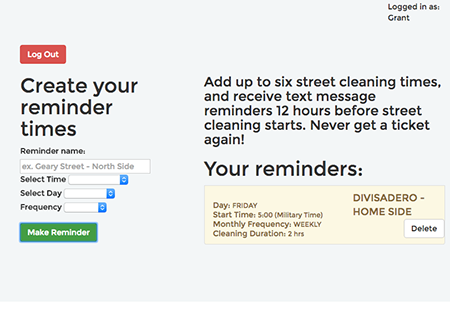 Logged in as:
Grant
Log Out
Create your
reminder
times
Reminder name:
ex. Geary Street - North Side
Select Time
Select Day
Frequency
Make Reminder
Add up to six street cleaning times,
and receive text message
reminders 12 hours before street
cleaning starts. Never get a ticket
again!
Your reminders:
Day: FRIDAY
Start Time: 5:00 (Military Time)
Monthly Frequency: WEEKLY
Cleaning Duration: 2 hrs
DIVISADERO -
HOME SIDE
Delete